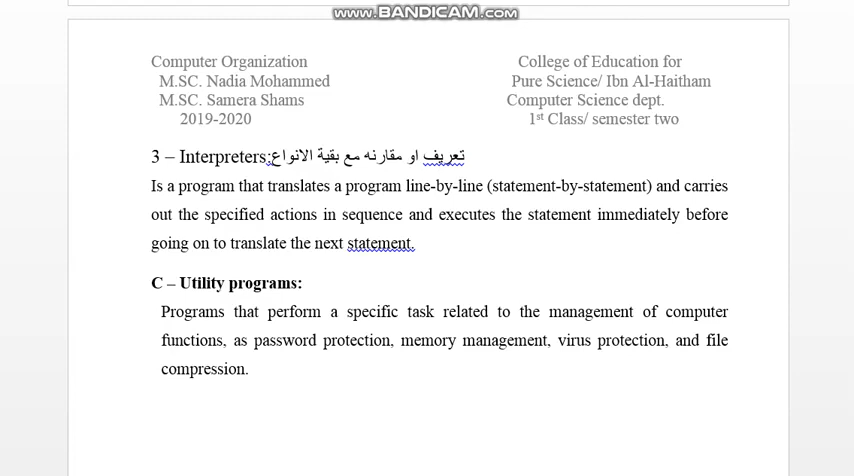 www.BANDICAM.com
Computer Organization
College of Education for
M.SC. Nadia Mohammed
Pure Science/ Ibn Al-Haitham
M.SC. Samera Shams
Computer Science dept.
2019-2020
1st Class/ semester two
3 – Interpreters:تعريف او مقارنه مع بقية الانواع
Is a program that translates a program line-by-line (statement-by-statement) and carries
out the specified actions in sequence and executes the statement immediately before
going on to translate the next statement.
C – Utility programs:
Programs that perform a specific task related to the management of computer
functions, as password protection, memory management, virus protection, and file
compression.